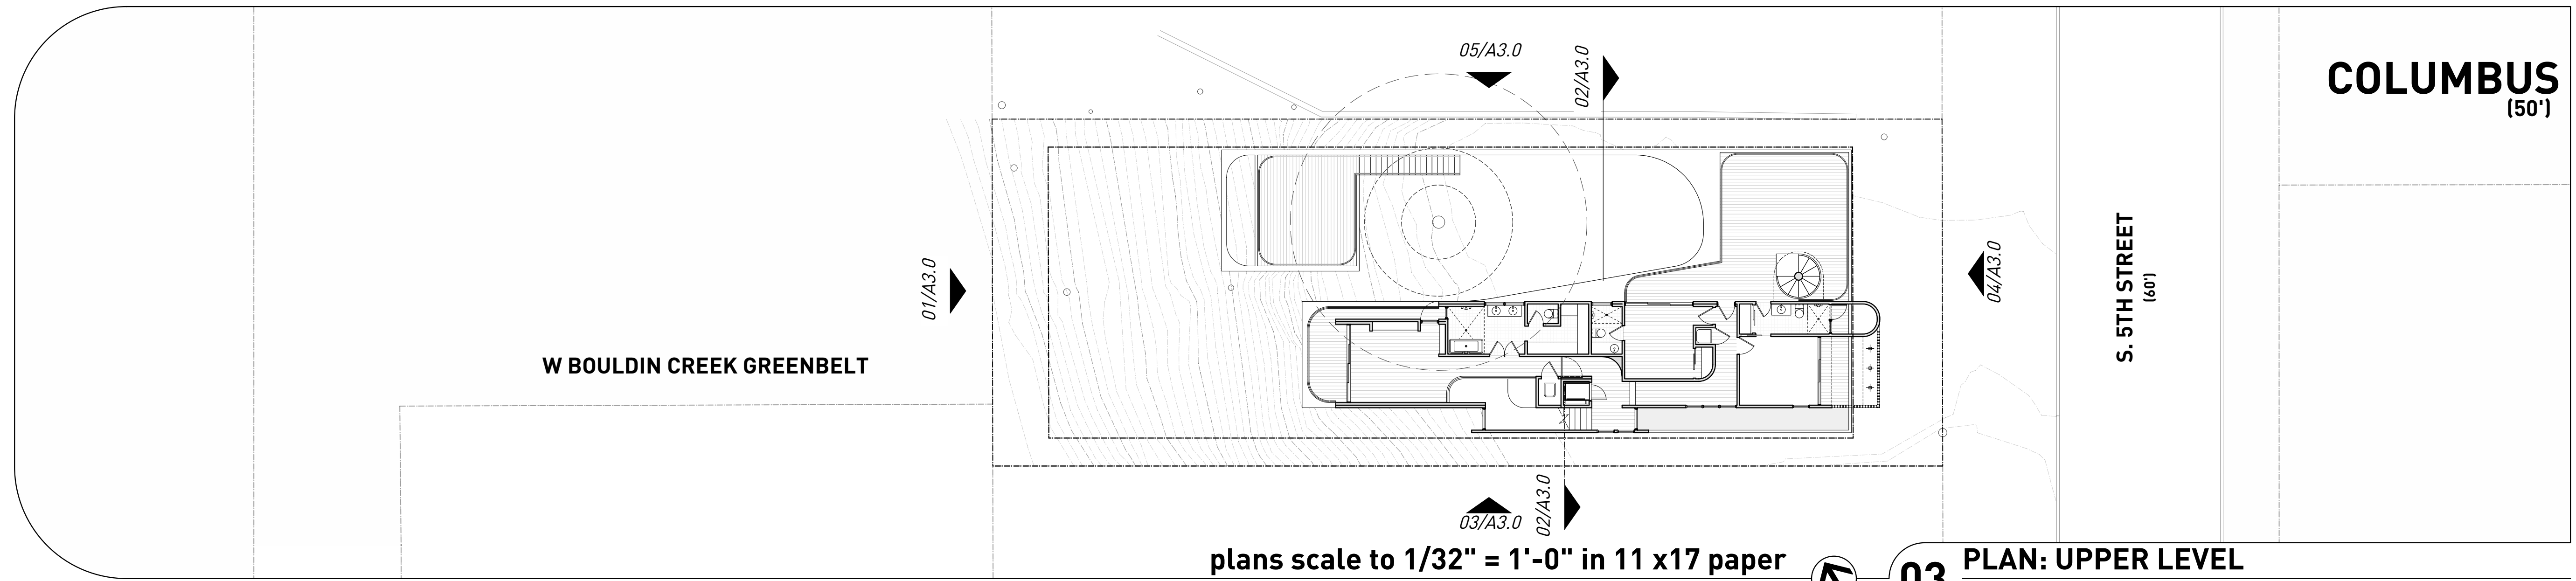 05/A3.0
02/A3.0
COLUMBUS
(50')
01/A3.0
04/A3.0
S. 5TH STREET
(60')
W BOULDIN CREEK GREENBELT
03/A3.0
02/A3.0
plans scale to 1/32" = 1'-0" in 11 x17 paper
03
PLAN: UPPER LEVEL